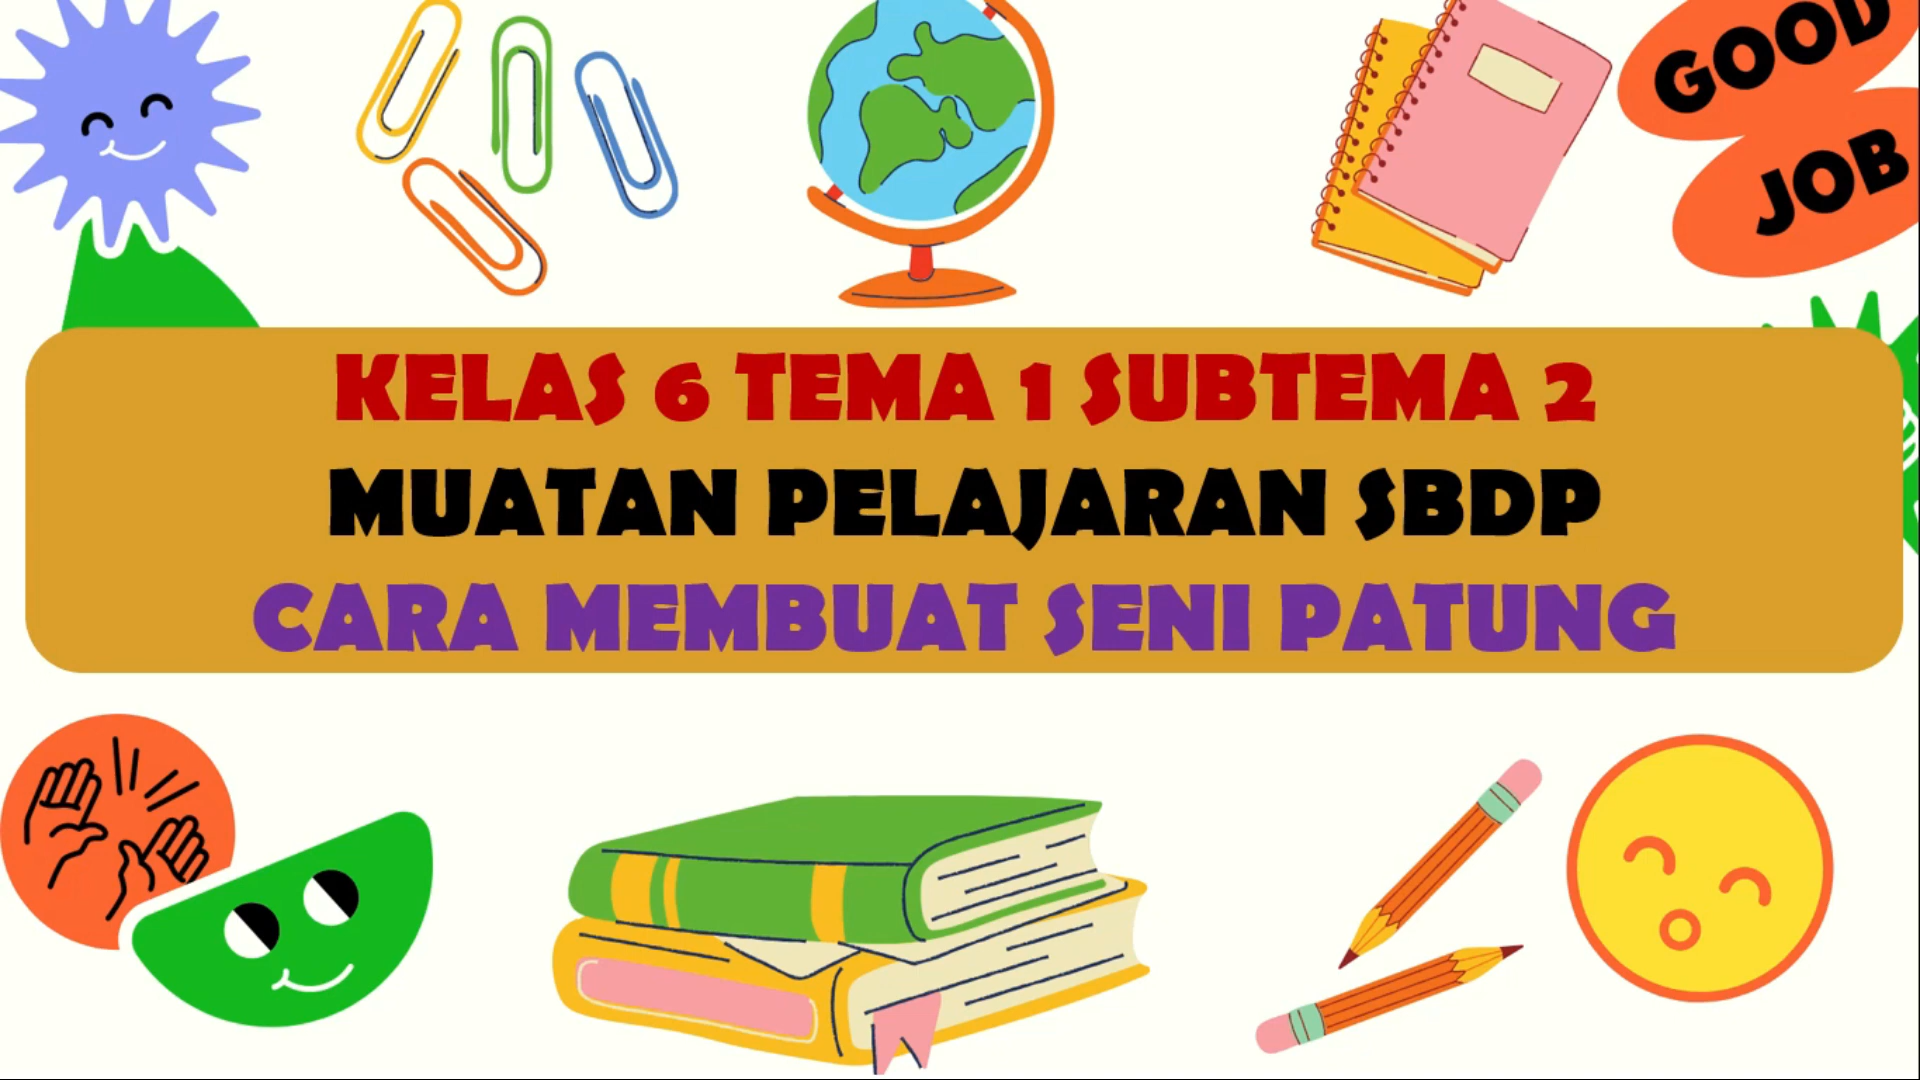 GOOD
JOB
KELAS 6 TEMA 1 SUBTEMA 2
MUATAN PELAJARAN SBDP
CARA MEMBUAT SENI PATUNG